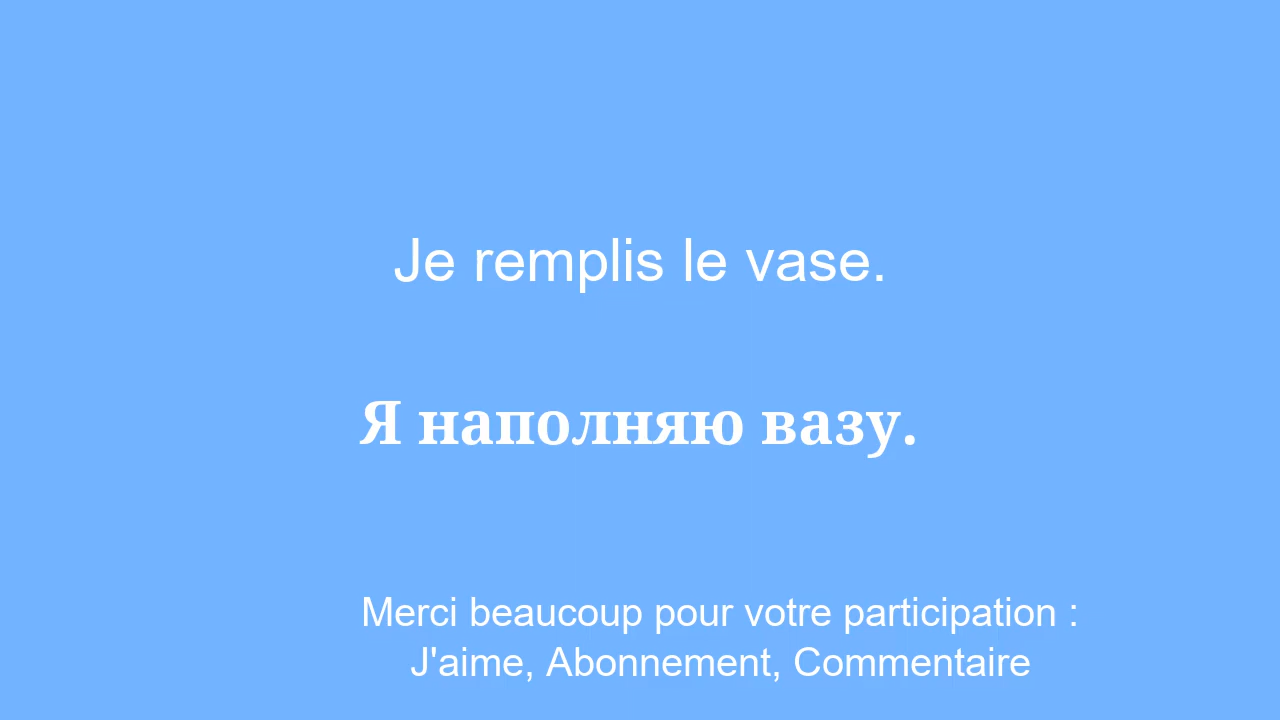 Je remplis le vase.
Я наполняю вазу.
Merci beaucoup pour votre participation :
J'aime, Abonnement, Commentaire